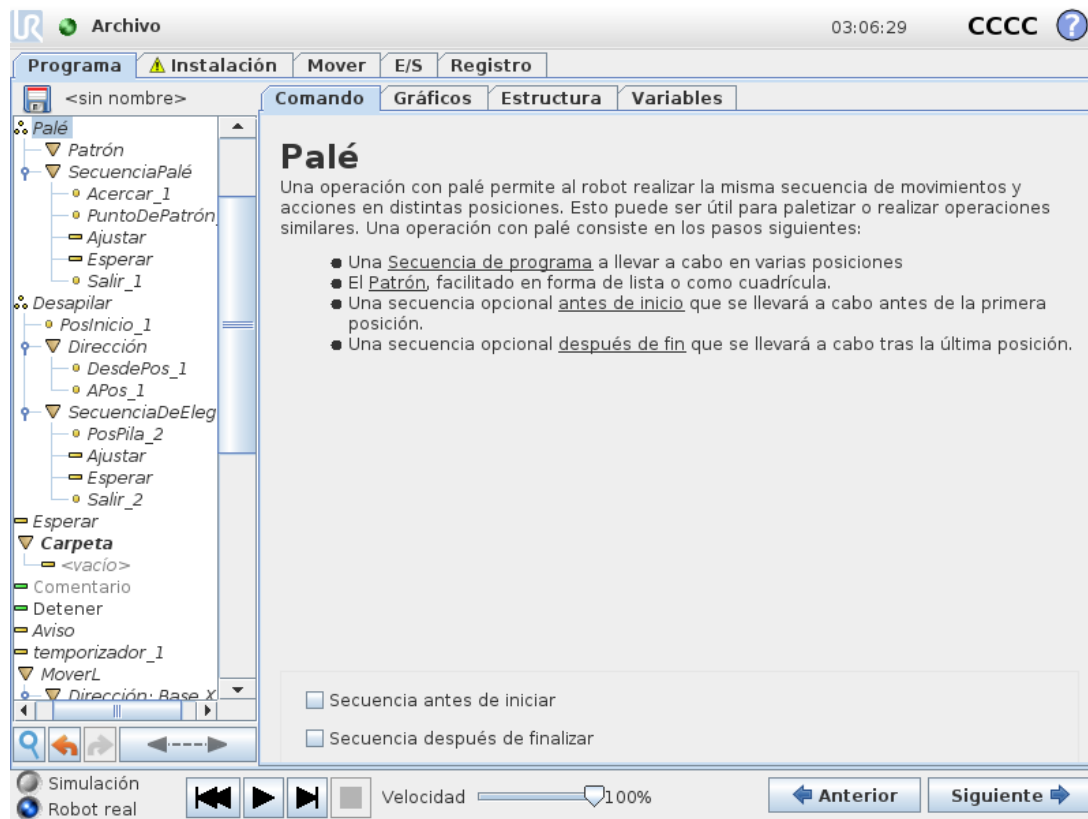 Archivo 03:06:29 CCCC ?
Programa Instalación Mover E/S Registro
<sin nombre> Comando Gráficos Estructura Variables
Palé
Patrón
SecuenciaPalé
Acercar_1
PuntoDePatrón_
Ajustar
Esperar
Salir_1
Desapilar
PosInicio_1
Dirección
DesdePos_1
APos_1
SecuenciaDeEleg
PosPila_2
Ajustar
Esperar
Salir_2
Esperar
Carpeta
<vacío>
Comentario
Detener
Aviso
temporizador_1
MoverL
Dirección: Base X
Palé
Una operación con palé permite al robot realizar la misma secuencia de movimientos y
acciones en distintas posiciones. Esto puede ser útil para paletizar o realizar operaciones
similares. Una operación con palé consiste en los pasos siguientes:
Una Secuencia de programa a llevar a cabo en varias posiciones
El Patrón, facilitado en forma de lista o como cuadrícula.
Una secuencia opcional antes de inicio que se llevará a cabo antes de la primera
posición.
Una secuencia opcional después de fin que se llevará a cabo tras la última posición.
Secuencia antes de iniciar
Secuencia después de finalizar
Simulación
Robot real
Velocidad 100%
Anterior Siguiente